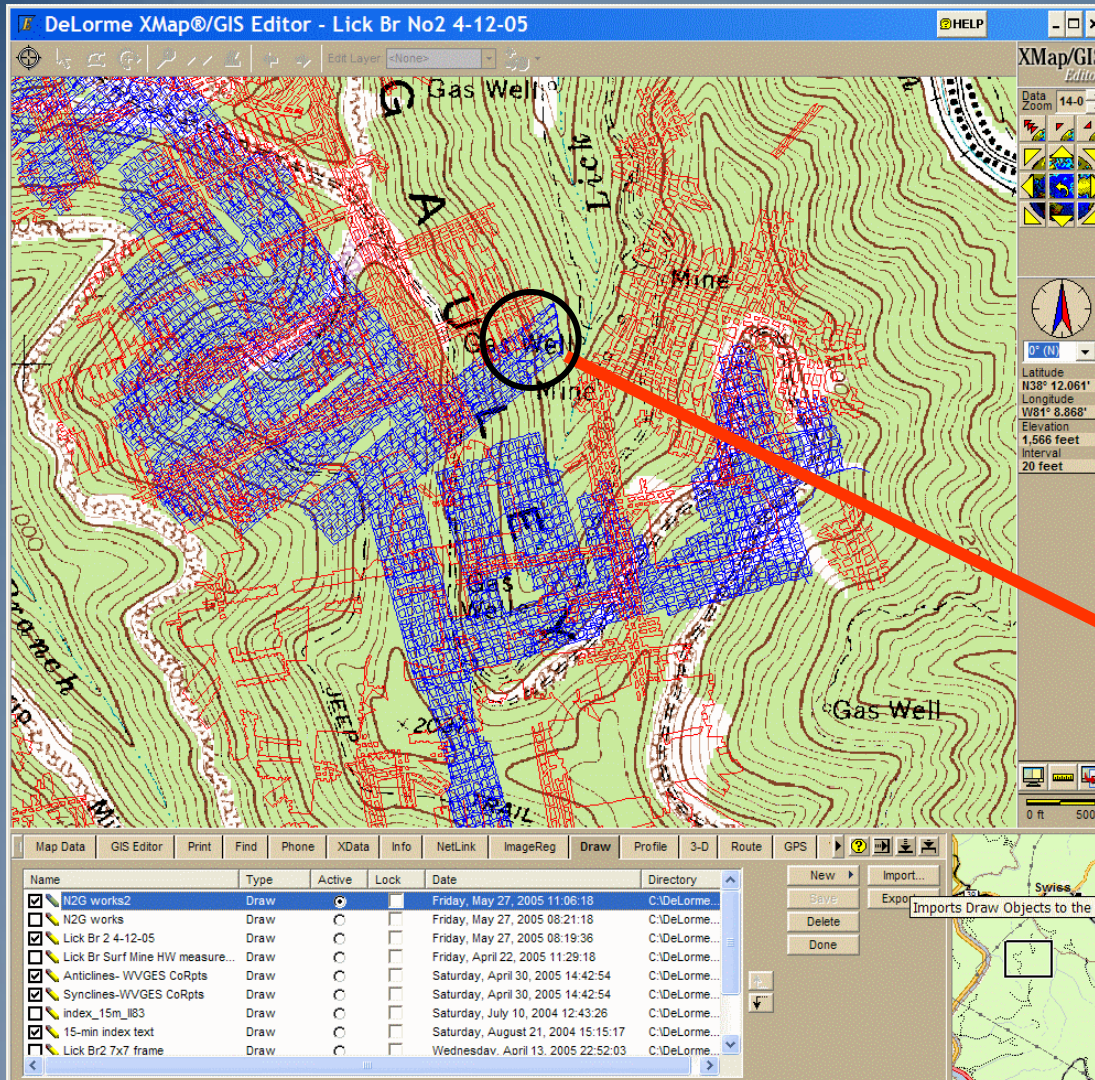 DeLorme XMap®/GIS Editor - Lick Br No2 4-12-05
HELP
Edit Layer <None>
XMap/GIS
Data
Zoom 14-0
Gas Well
Lick
GAULEY
Mine
Gas Well
Mine
Gas
Wells
JEEP
TRAIL
Gas Well
Branch
1000
0° (N)
Latitude
N38° 12.061'
Longitude
W81° 8.868'
Elevation
1,566 feet
Interval
20 feet
0 ft 500
Map Data GIS Editor Print Find Phone XData Info NetLink ImageReg Draw Profile 3-D Route GPS
Name Type Active Lock Date Directory
N2G works2 Draw Friday, May 27, 2005 11:06:18 C:\DeLorme...
N2G works Draw Friday, May 27, 2005 08:21:18 C:\DeLorme...
Lick Br 2 4-12-05 Draw Friday, May 27, 2005 08:19:36 C:\DeLorme...
Lick Br Surf Mine HW measure... Draw Friday, April 22, 2005 11:29:18 C:\DeLorme...
Anticlines- WVGES CoRpts Draw Saturday, April 30, 2005 14:42:54 C:\DeLorme...
Synclines-WVGES CoRpts Draw Saturday, April 30, 2005 14:42:54 C:\DeLorme...
index_15m_ll83 Draw Saturday, July 10, 2004 12:43:26 C:\DeLorme...
15-min index text Draw Saturday, August 21, 2004 15:15:17 C:\DeLorme...
Lick Br2 7x7 frame Draw Wednesday, April 13, 2005 22:52:03 C:\DeLorme...
New Import...
Save Expor
Delete
Done
Imports Draw Objects to the
Swiss
39